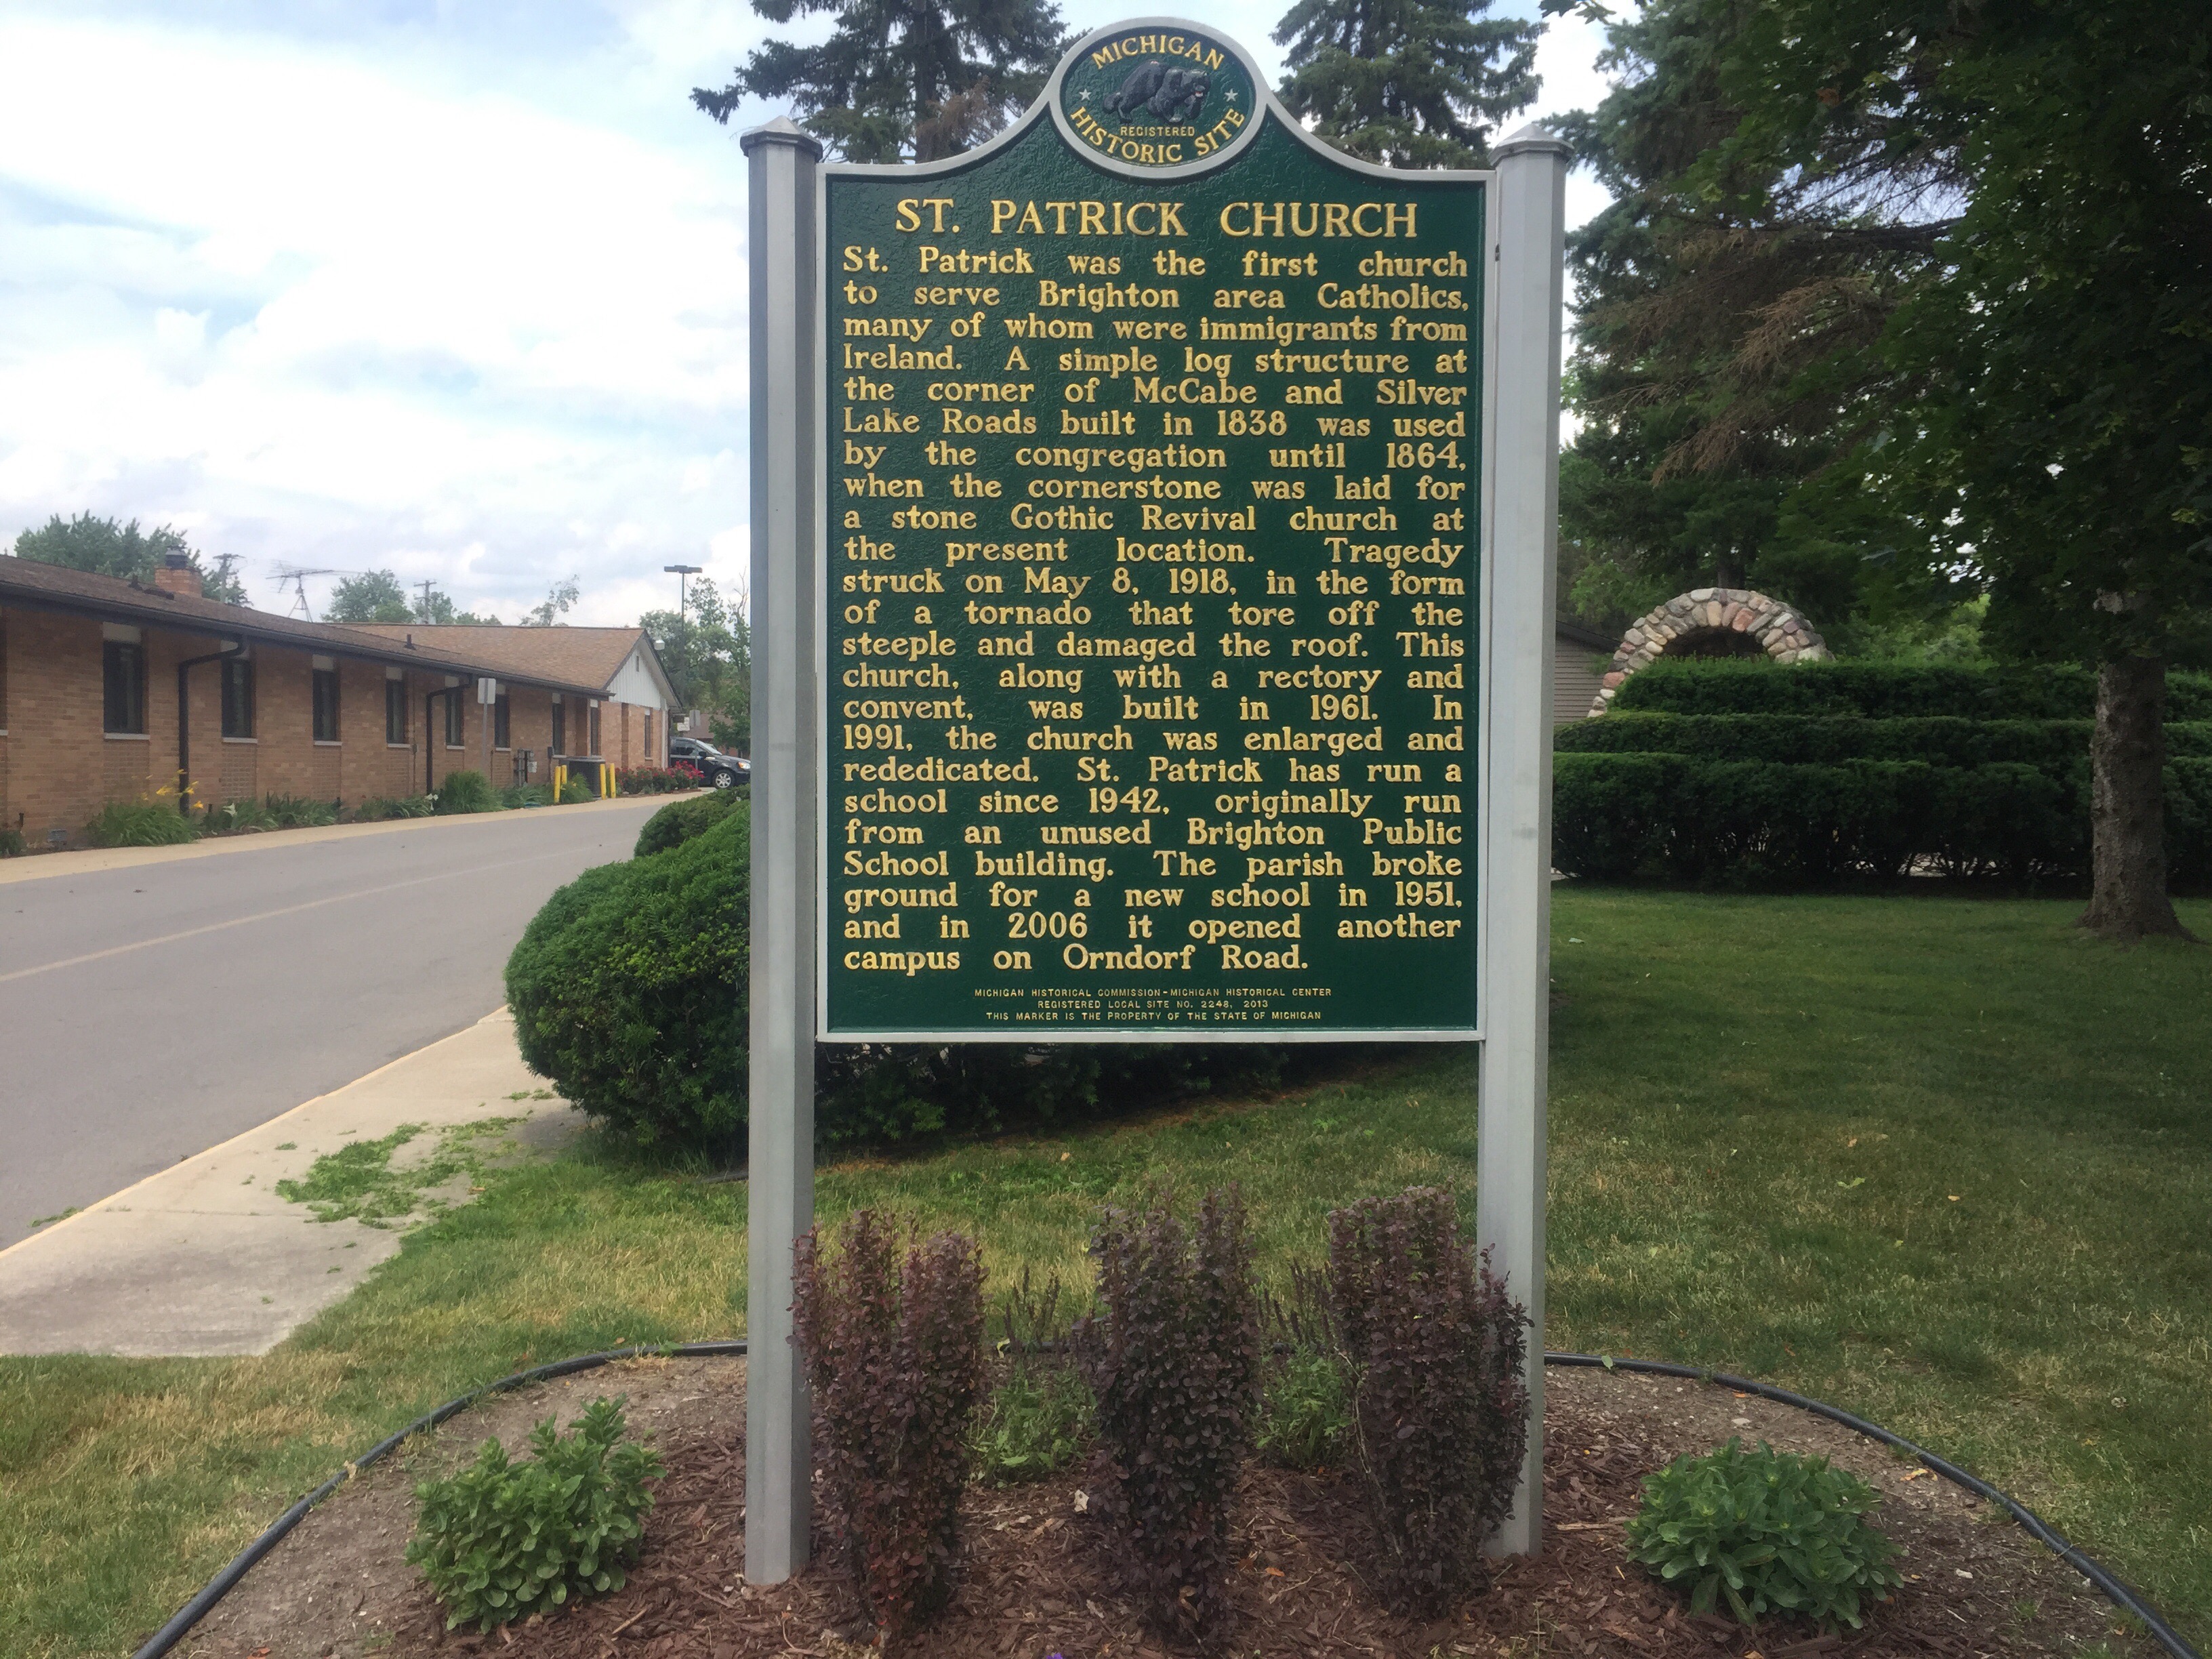 MICHIGAN
REGISTERED
HISTORIC SITE
ST. PATRICK CHURCH
St. Patrick was the first church
to serve Brighton area Catholics,
many of whom were immigrants from
Ireland. A simple log structure at
the corner of McCabe and Silver
Lake Roads built in 1838 was used
by the congregation until 1864,
when the cornerstone was laid for
a stone Gothic Revival church at
the present location. Tragedy
struck on May 8, 1918, in the form
of a tornado that tore off the
steeple and damaged the roof. This
church, along with a rectory and
convent, was built in 1961. In
1991, the church was enlarged and
rededicated. St. Patrick has run a
school since 1942, originally run
from an unused Brighton Public
School building. The parish broke
ground for a new school in 1951,
and in 2006 it opened another
campus on Orndorf Road.
MICHIGAN HISTORICAL COMMISSION-MICHIGAN HISTORICAL CENTER
REGISTERED LOCAL SITE NO. 2248, 2013
THIS MARKER IS THE PROPERTY OF THE STATE OF MICHIGAN